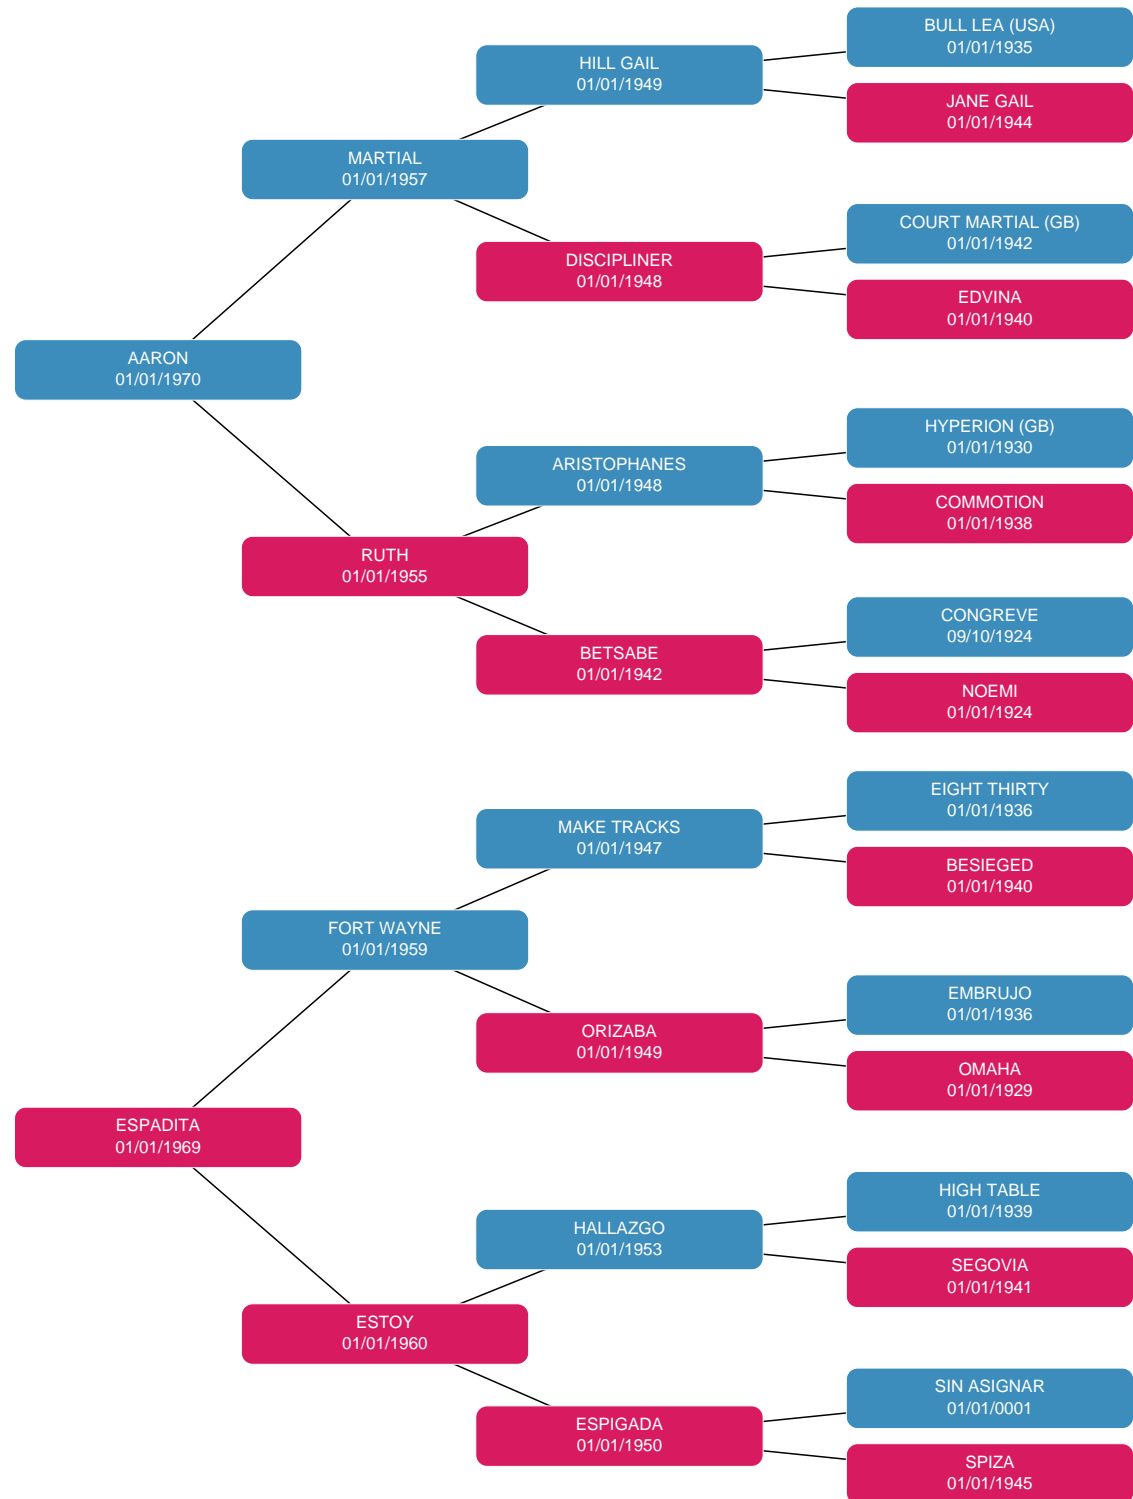 BULL LEA (USA)
01/01/1935
HILL GAIL
01/01/1949
JANE GAIL
01/01/1944
MARTIAL
01/01/1957
COURT MARTIAL (GB)
01/01/1942
DISCIPLINER
01/01/1948
EDVINA
01/01/1940
AARON
01/01/1970
HYPERION (GB)
01/01/1930
ARISTOPHANES
01/01/1948
COMMOTION
01/01/1938
RUTH
01/01/1955
CONGREVE
09/10/1924
BETSABE
01/01/1942
NOEMI
01/01/1924
EIGHT THIRTY
01/01/1936
MAKE TRACKS
01/01/1947
BESIEGED
01/01/1940
FORT WAYNE
01/01/1959
EMBRUJO
01/01/1936
ORIZABA
01/01/1949
OMAHA
01/01/1929
ESPADITA
01/01/1969
HIGH TABLE
01/01/1939
HALLAZGO
01/01/1953
SEGOVIA
01/01/1941
ESTOY
01/01/1960
SIN ASIGNAR
01/01/0001
ESPIGADA
01/01/1950
SPIZA
01/01/1945